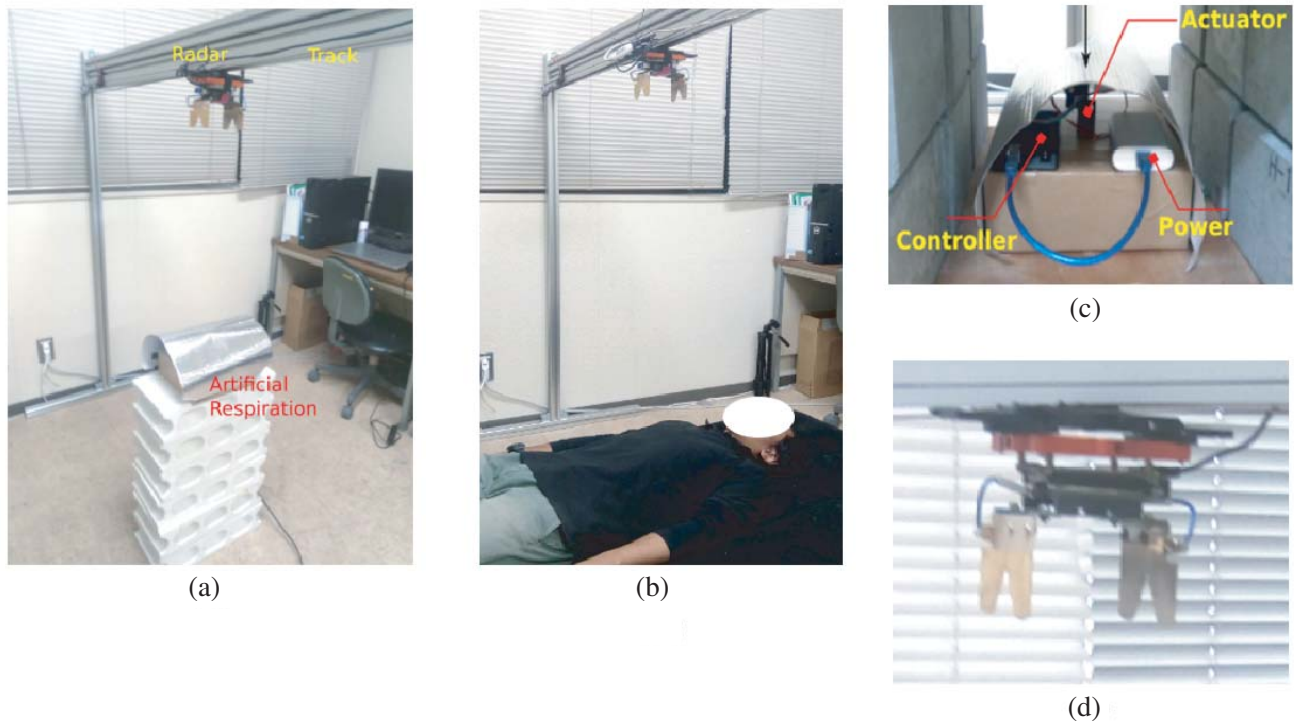 Radar
Track
Artificial
Respiration
(a)
(b)
Actuator
Controller
Power
(c)
(d)